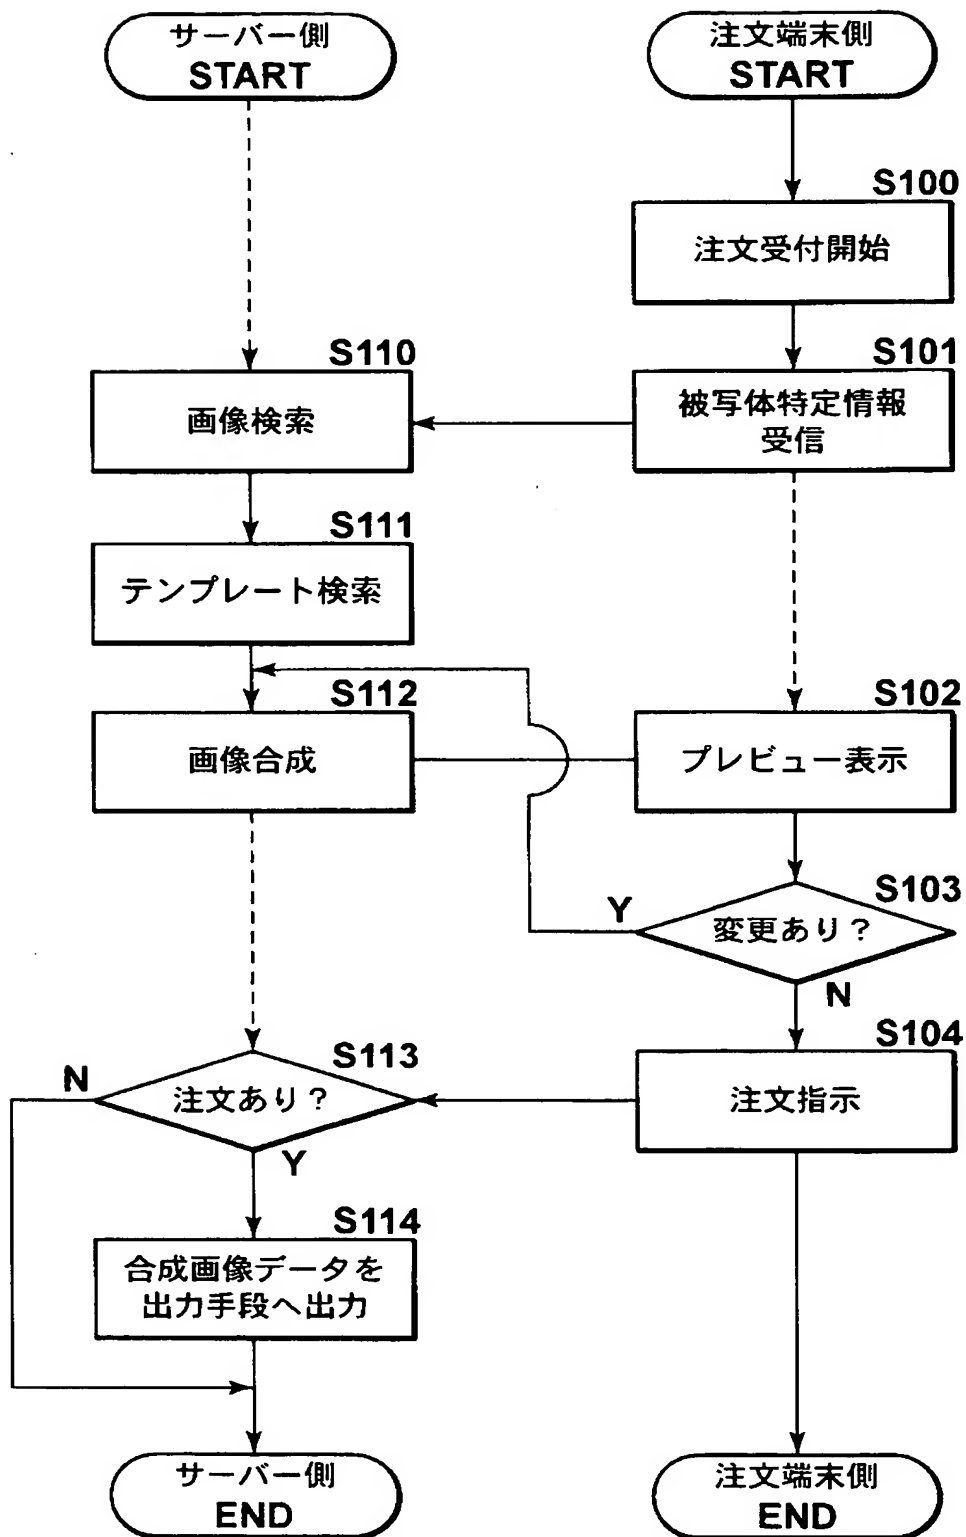 サーバー側
START
注文端末側
START
S100
注文受付開始
S110
画像検索
S101
被写体特定情報
受信
S111
テンプレート検索
S112
画像合成
S102
プレビュー表示
S103
変更あり?
Y
N
S104
注文指示
S113
注文あり?
N
Y
S114
合成画像データを
出力手段へ出力
サーバー側
END
注文端末側
END